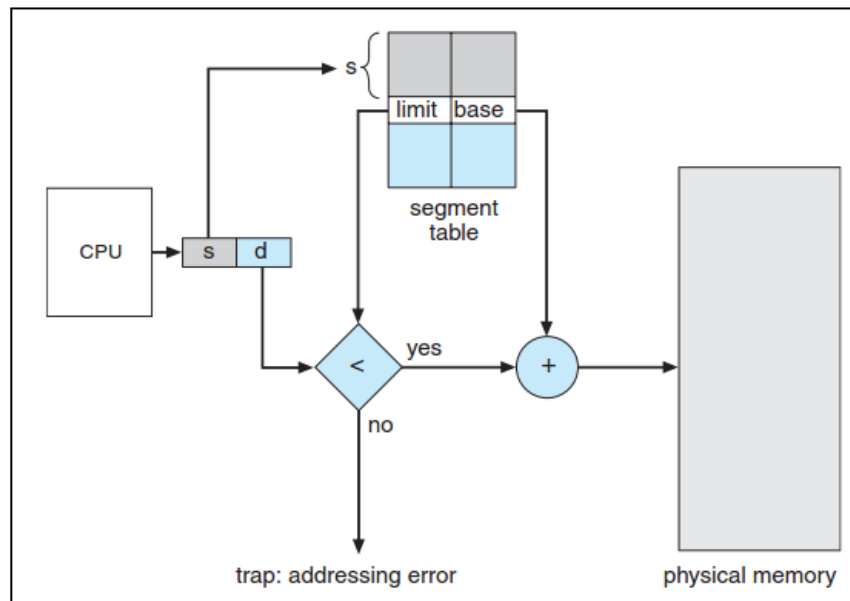 s
limit base
segment
table
CPU
s d
yes
<
+
no
trap: addressing error
physical memory